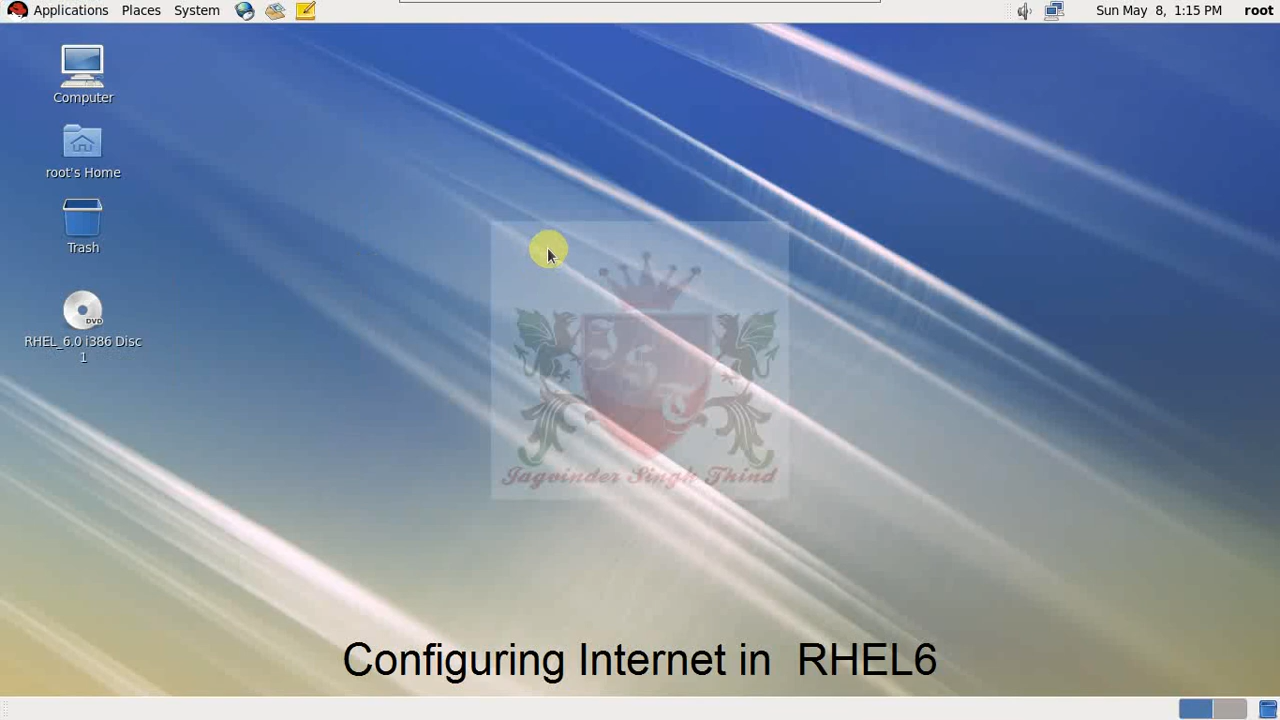 Applications Places System
Sun May 8, 1:15 PM root
Computer
root's Home
Trash
DVD
RHEL_6.0 i386 Disc
1
J S T
Jagvinder Singh Thind
Configuring Internet in RHEL6